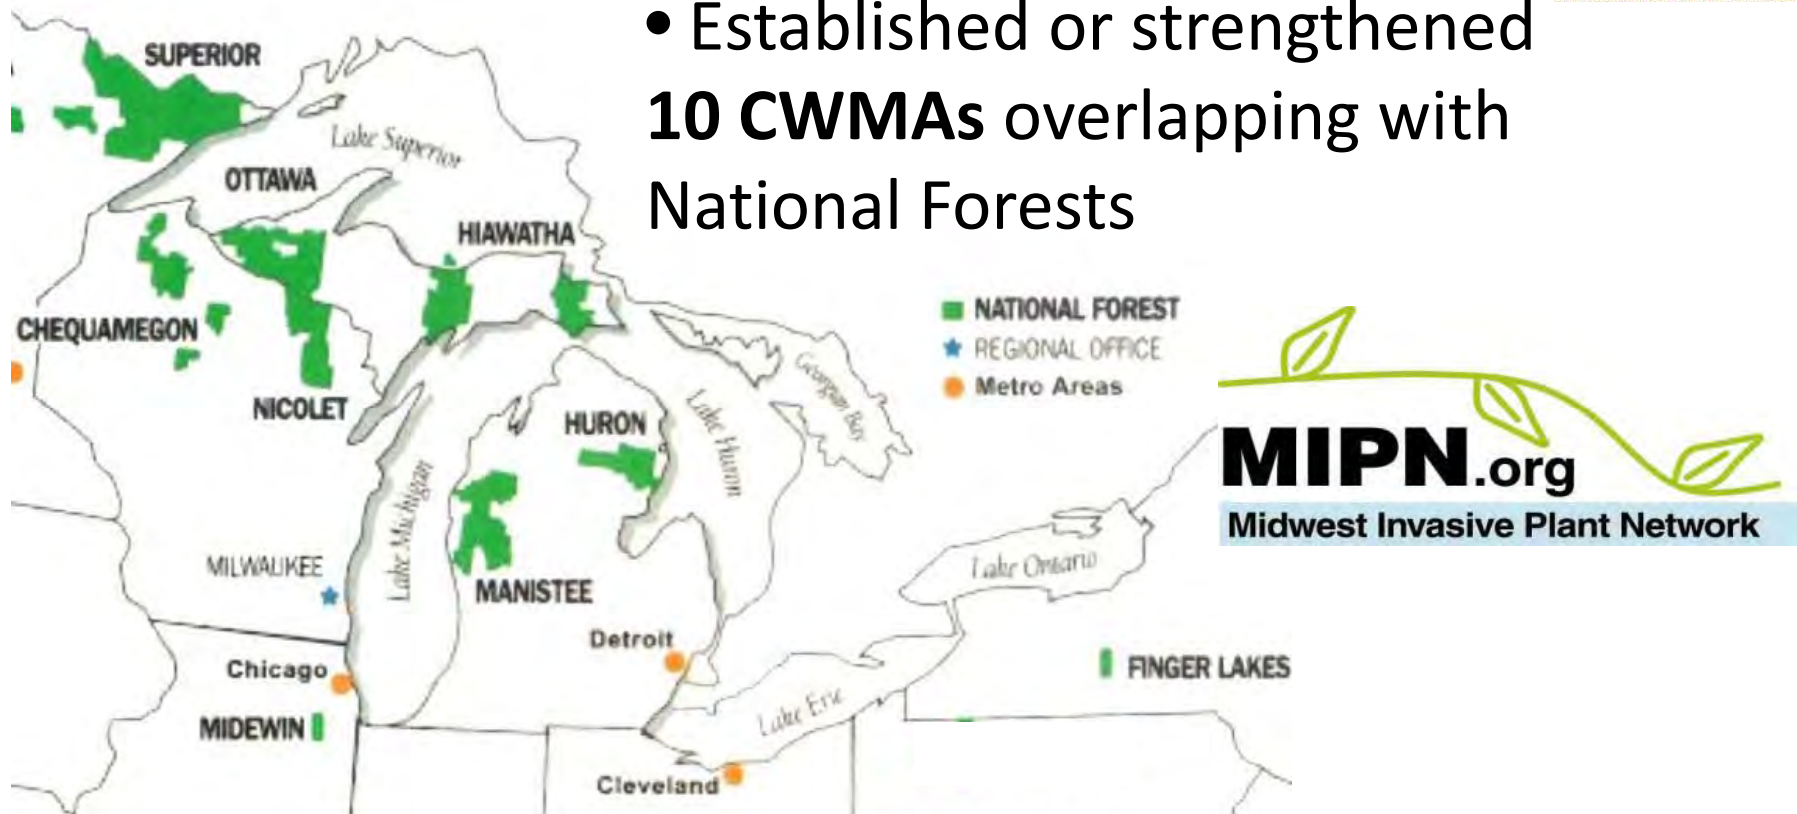 • Established or strengthened
10 CWMAs overlapping with
National Forests
SUPERIOR
Lake Superior
OTTAWA
HIAWATHA
CHEQUAMEGON
NICOLET
NATIONAL FOREST
REGIONAL OFFICE
Metro Areas
Georgian Bay
Lake Huron
HURON
Lake Michigan
MIPN.org
Midwest Invasive Plant Network
MILWAUKEE
MANISTEE
Lake Ontario
Detroit
Chicago
FINGER LAKES
Lake Erie
MIDEWIN
Cleveland